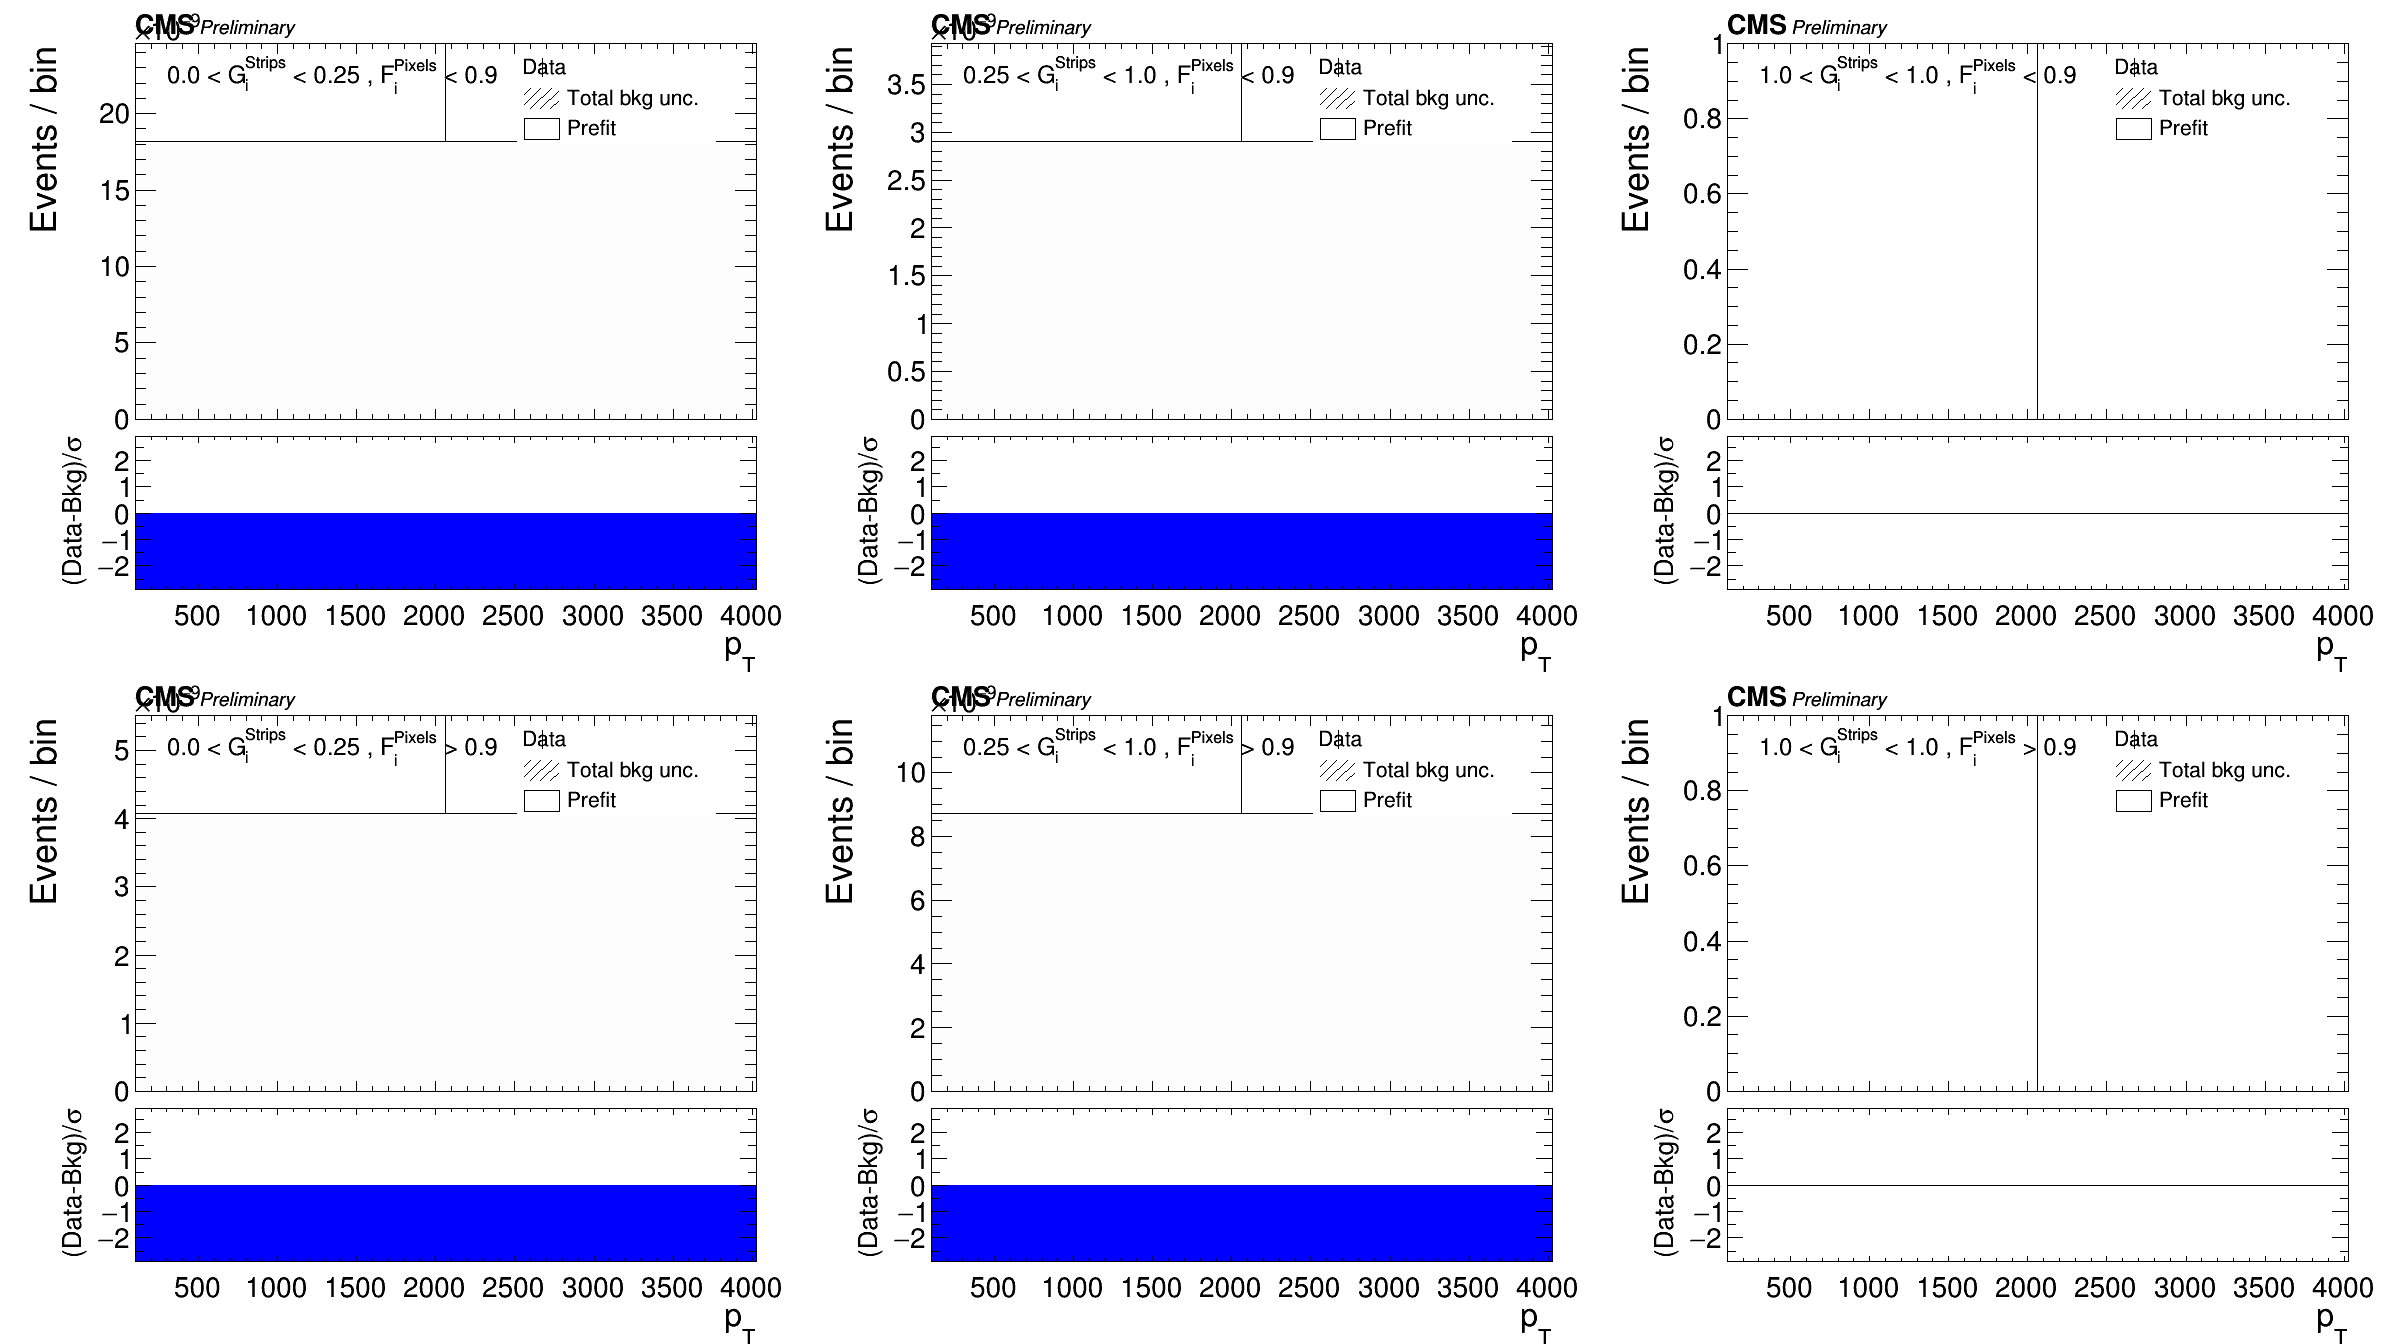 CMS Preliminary
Events / bin
0.0 < G_i^Strips < 0.25 , F_i^Pixels < 0.9
Data
Total bkg unc.
Prefit
20
15
10
5
0
(Data-Bkg)/σ
2
1
0
−1
−2
500 1000 1500 2000 2500 3000 3500 4000
p_T
CMS Preliminary
Events / bin
0.25 < G_i^Strips < 1.0 , F_i^Pixels < 0.9
Data
Total bkg unc.
Prefit
3.5
3
2.5
2
1.5
1
0.5
0
(Data-Bkg)/σ
2
1
0
−1
−2
500 1000 1500 2000 2500 3000 3500 4000
p_T
CMS Preliminary
Events / bin
1.0 < G_i^Strips < 1.0 , F_i^Pixels < 0.9
Data
Total bkg unc.
Prefit
1
0.8
0.6
0.4
0.2
0
(Data-Bkg)/σ
2
1
0
−1
−2
500 1000 1500 2000 2500 3000 3500 4000
p_T
CMS Preliminary
Events / bin
0.0 < G_i^Strips < 0.25 , F_i^Pixels > 0.9
Data
Total bkg unc.
Prefit
5
4
3
2
1
0
(Data-Bkg)/σ
2
1
0
−1
−2
500 1000 1500 2000 2500 3000 3500 4000
p_T
CMS Preliminary
Events / bin
0.25 < G_i^Strips < 1.0 , F_i^Pixels > 0.9
Data
Total bkg unc.
Prefit
10
8
6
4
2
0
(Data-Bkg)/σ
2
1
0
−1
−2
500 1000 1500 2000 2500 3000 3500 4000
p_T
CMS Preliminary
Events / bin
1.0 < G_i^Strips < 1.0 , F_i^Pixels > 0.9
Data
Total bkg unc.
Prefit
1
0.8
0.6
0.4
0.2
0
(Data-Bkg)/σ
2
1
0
−1
−2
500 1000 1500 2000 2500 3000 3500 4000
p_T